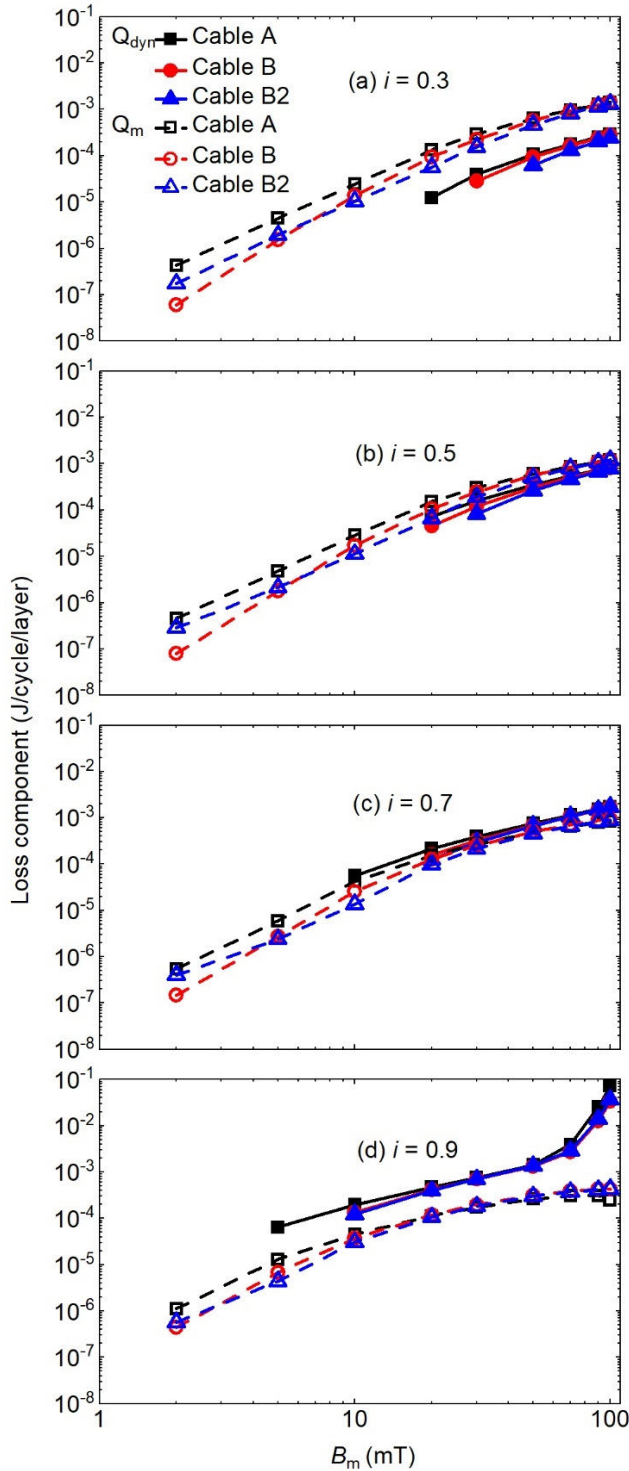 Q_dyn Cable A
Cable B
Cable B2
Q_m Cable A
Cable B
Cable B2
(a) i = 0.3
10^-1
10^-2
10^-3
10^-4
10^-5
10^-6
10^-7
10^-8
(b) i = 0.5
10^-1
10^-2
10^-3
10^-4
10^-5
10^-6
10^-7
10^-8
(c) i = 0.7
10^-1
10^-2
10^-3
10^-4
10^-5
10^-6
10^-7
10^-8
(d) i = 0.9
10^-1
10^-2
10^-3
10^-4
10^-5
10^-6
10^-7
10^-8
Loss component (J/cycle/layer)
1 10 100
B_m (mT)